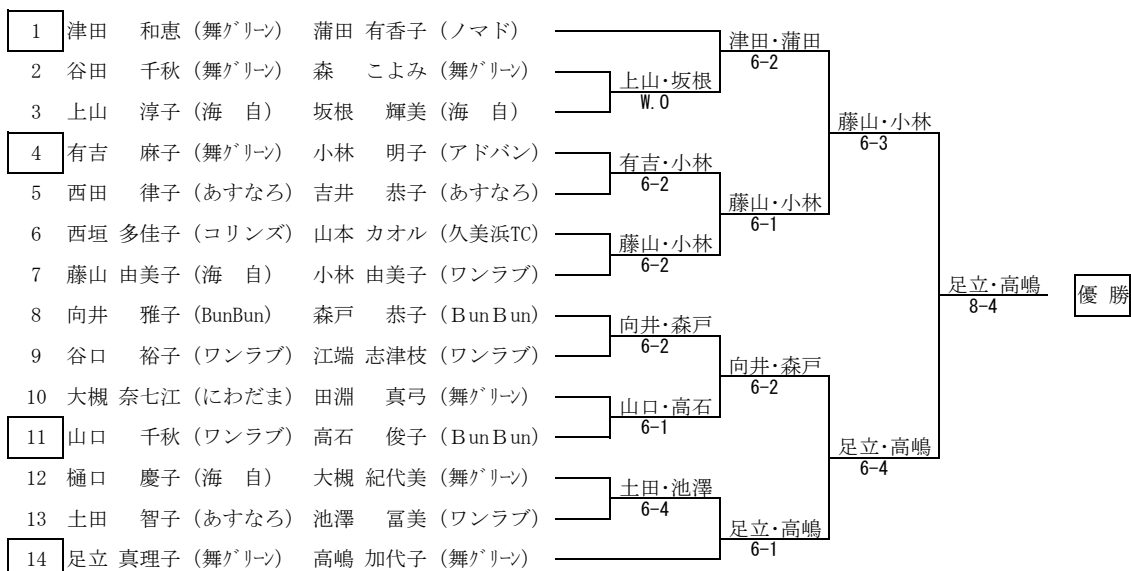 1 津田 和恵 (舞ｸﾞﾘｰﾝ) 蒲田 有香子 (ノマド)
津田・蒲田
6-2
2 谷田 千秋 (舞ｸﾞﾘｰﾝ) 森 こよみ (舞ｸﾞﾘｰﾝ)
上山・坂根
W.O
3 上山 淳子 (海 自) 坂根 輝美 (海 自)
藤山・小林
6-3
4 有吉 麻子 (舞ｸﾞﾘｰﾝ) 小林 明子 (アドバン)
有吉・小林
6-2
5 西田 律子 (あすなろ) 吉井 恭子 (あすなろ)
藤山・小林
6-1
6 西垣 多佳子 (コリンズ) 山本 カオル (久美浜TC)
藤山・小林
6-2
7 藤山 由美子 (海 自) 小林 由美子 (ワンラブ)
足立・高嶋
8-4
優 勝
8 向井 雅子 (BunBun) 森戸 恭子 (ＢunＢun)
向井・森戸
6-2
9 谷口 裕子 (ワンラブ) 江端 志津枝 (ワンラブ)
向井・森戸
6-2
10 大槻 奈七江 (にわだま) 田淵 真弓 (舞ｸﾞﾘｰﾝ)
山口・高石
6-1
11 山口 千秋 (ワンラブ) 高石 俊子 (ＢunＢun)
足立・高嶋
6-4
12 樋口 慶子 (海 自) 大槻 紀代美 (舞ｸﾞﾘｰﾝ)
土田・池澤
6-4
13 土田 智子 (あすなろ) 池澤 冨美 (ワンラブ)
足立・高嶋
6-1
14 足立 真理子 (舞ｸﾞﾘｰﾝ) 高嶋 加代子 (舞ｸﾞﾘｰﾝ)